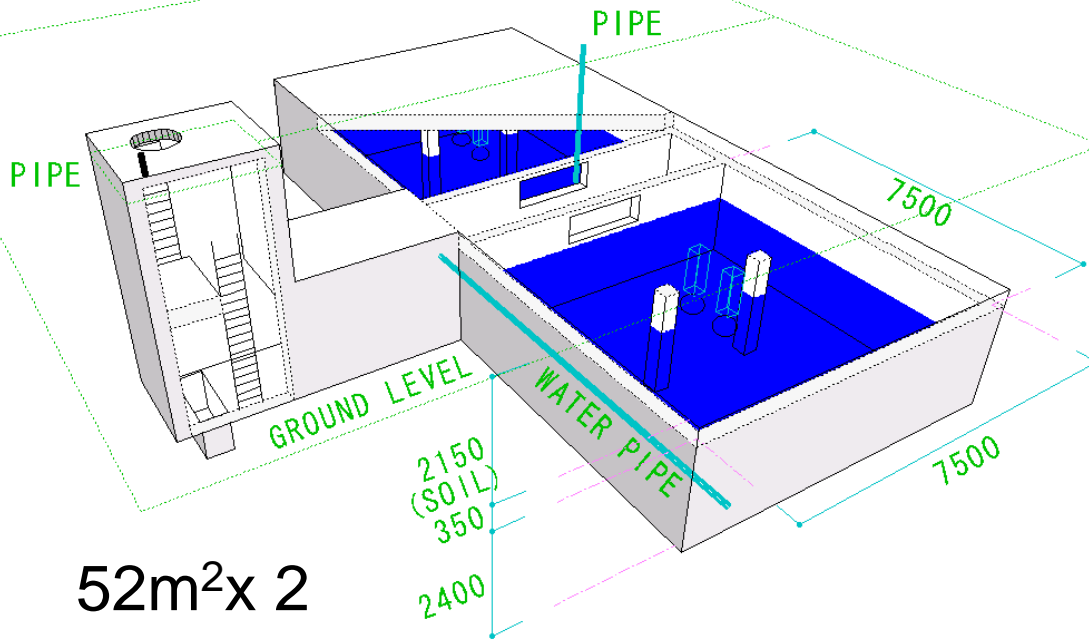 PIPE
PIPE
7500
GROUND LEVEL
WATER PIPE
2150
(SOIL)
350
7500
2400
52m²x 2